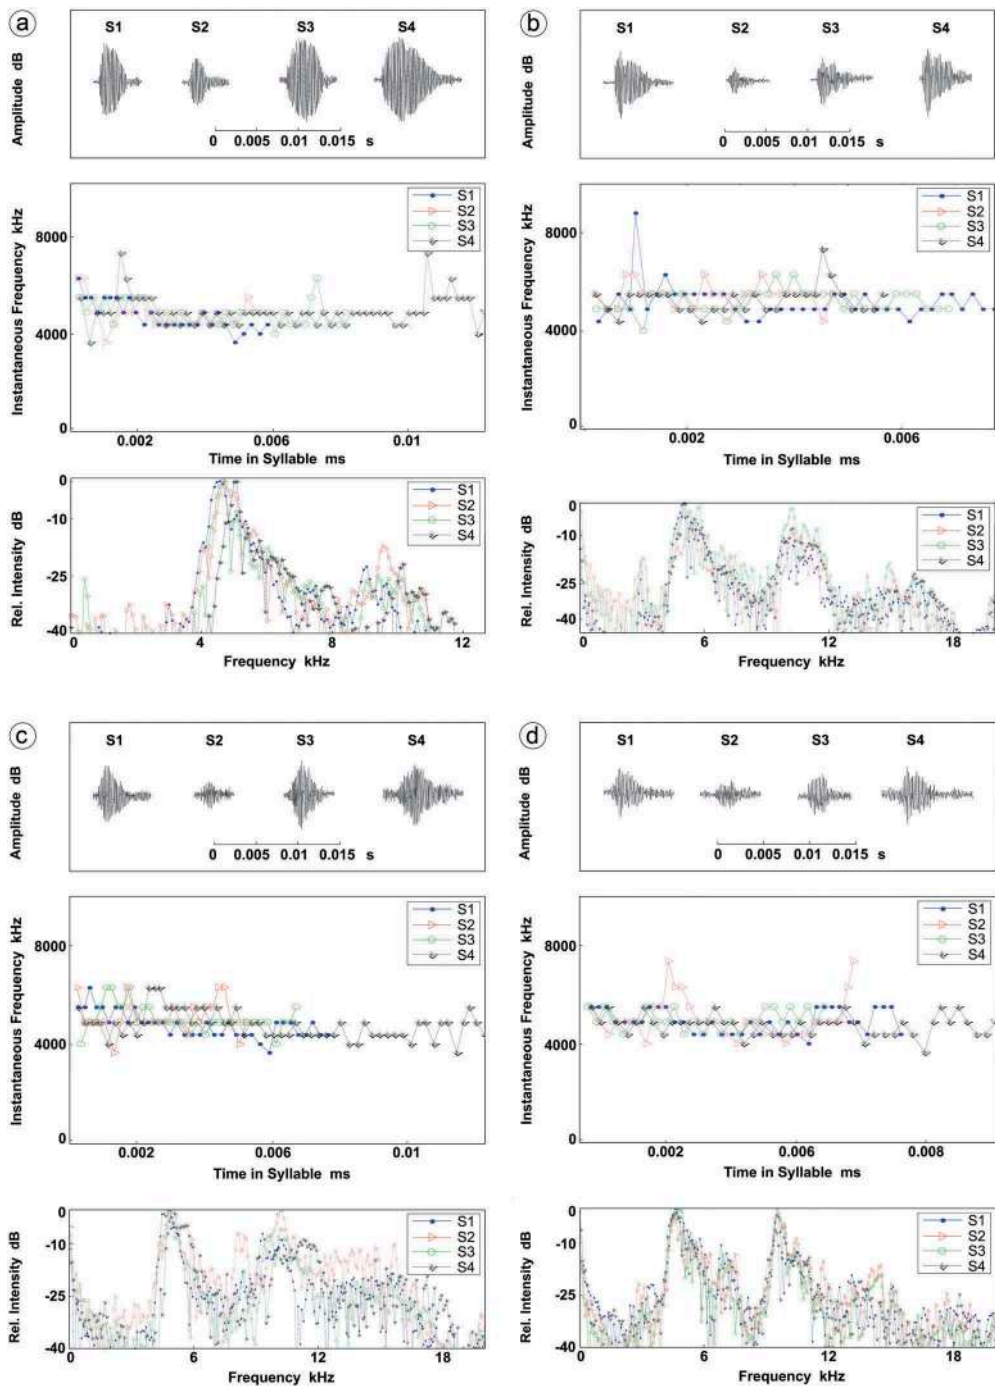 a
S1 S2 S3 S4
Amplitude dB
0 0.005 0.01 0.015 s
Instantaneous Frequency kHz
8000
4000
0
S1
S2
S3
S4
0.002 0.006 0.01
Time in Syllable ms
Rel. Intensity dB
0
-10
-25
-40
S1
S2
S3
S4
0 4 8 12
Frequency kHz
b
S1 S2 S3 S4
Amplitude dB
0 0.005 0.01 0.015 s
Instantaneous Frequency kHz
8000
4000
0
S1
S2
S3
S4
0.002 0.006
Time in Syllable ms
Rel. Intensity dB
0
-10
-25
-40
S1
S2
S3
S4
0 6 12 18
Frequency kHz
c
S1 S2 S3 S4
Amplitude dB
0 0.005 0.01 0.015 s
Instantaneous Frequency kHz
8000
4000
0
S1
S2
S3
S4
0.002 0.006 0.01
Time in Syllable ms
Rel. Intensity dB
0
-10
-25
-40
S1
S2
S3
S4
0 6 12 18
Frequency kHz
d
S1 S2 S3 S4
Amplitude dB
0 0.005 0.01 0.015 s
Instantaneous Frequency kHz
8000
4000
0
S1
S2
S3
S4
0.002 0.006 0.008
Time in Syllable ms
Rel. Intensity dB
0
-10
-25
-40
S1
S2
S3
S4
0 6 12 18
Frequency kHz